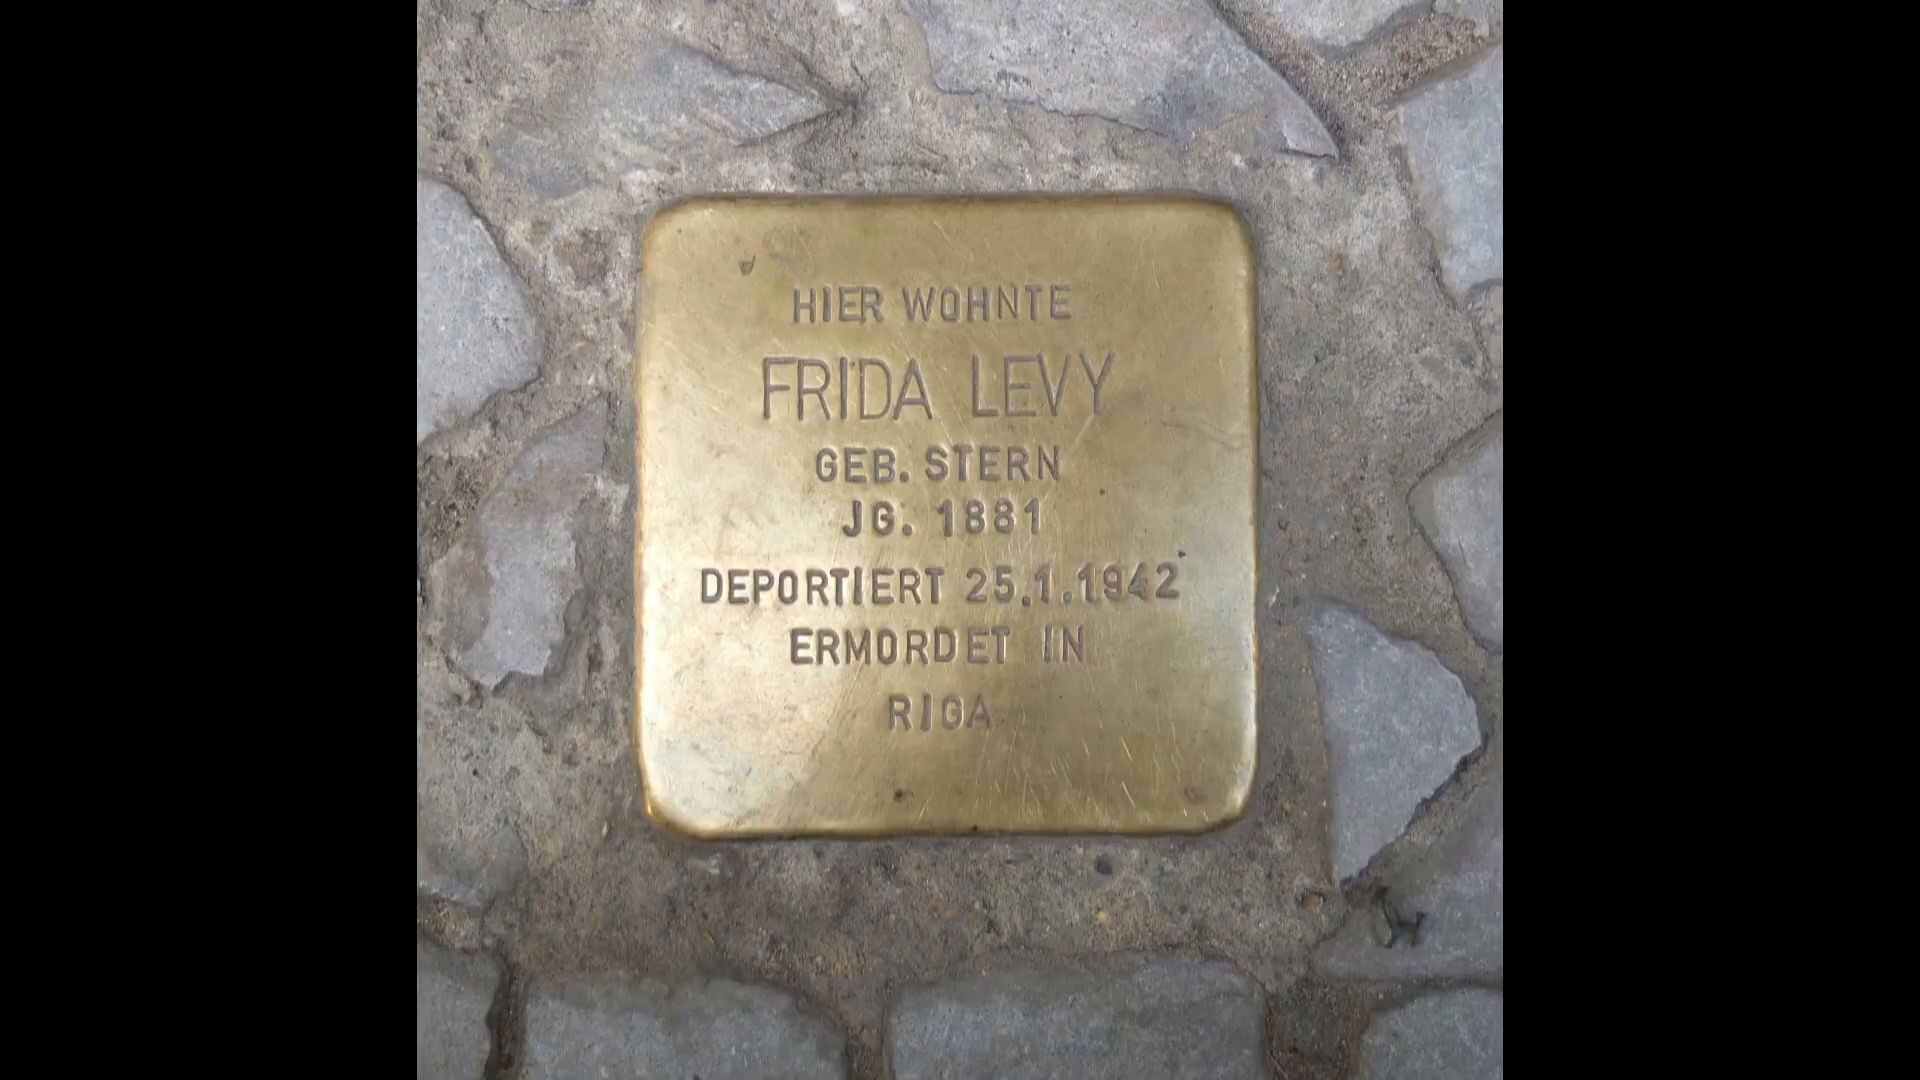 HIER WOHNTE
FRIDA LEVY
GEB. STERN
JG. 1881
DEPORTIERT 25.1.1942
ERMORDET IN
RIGA